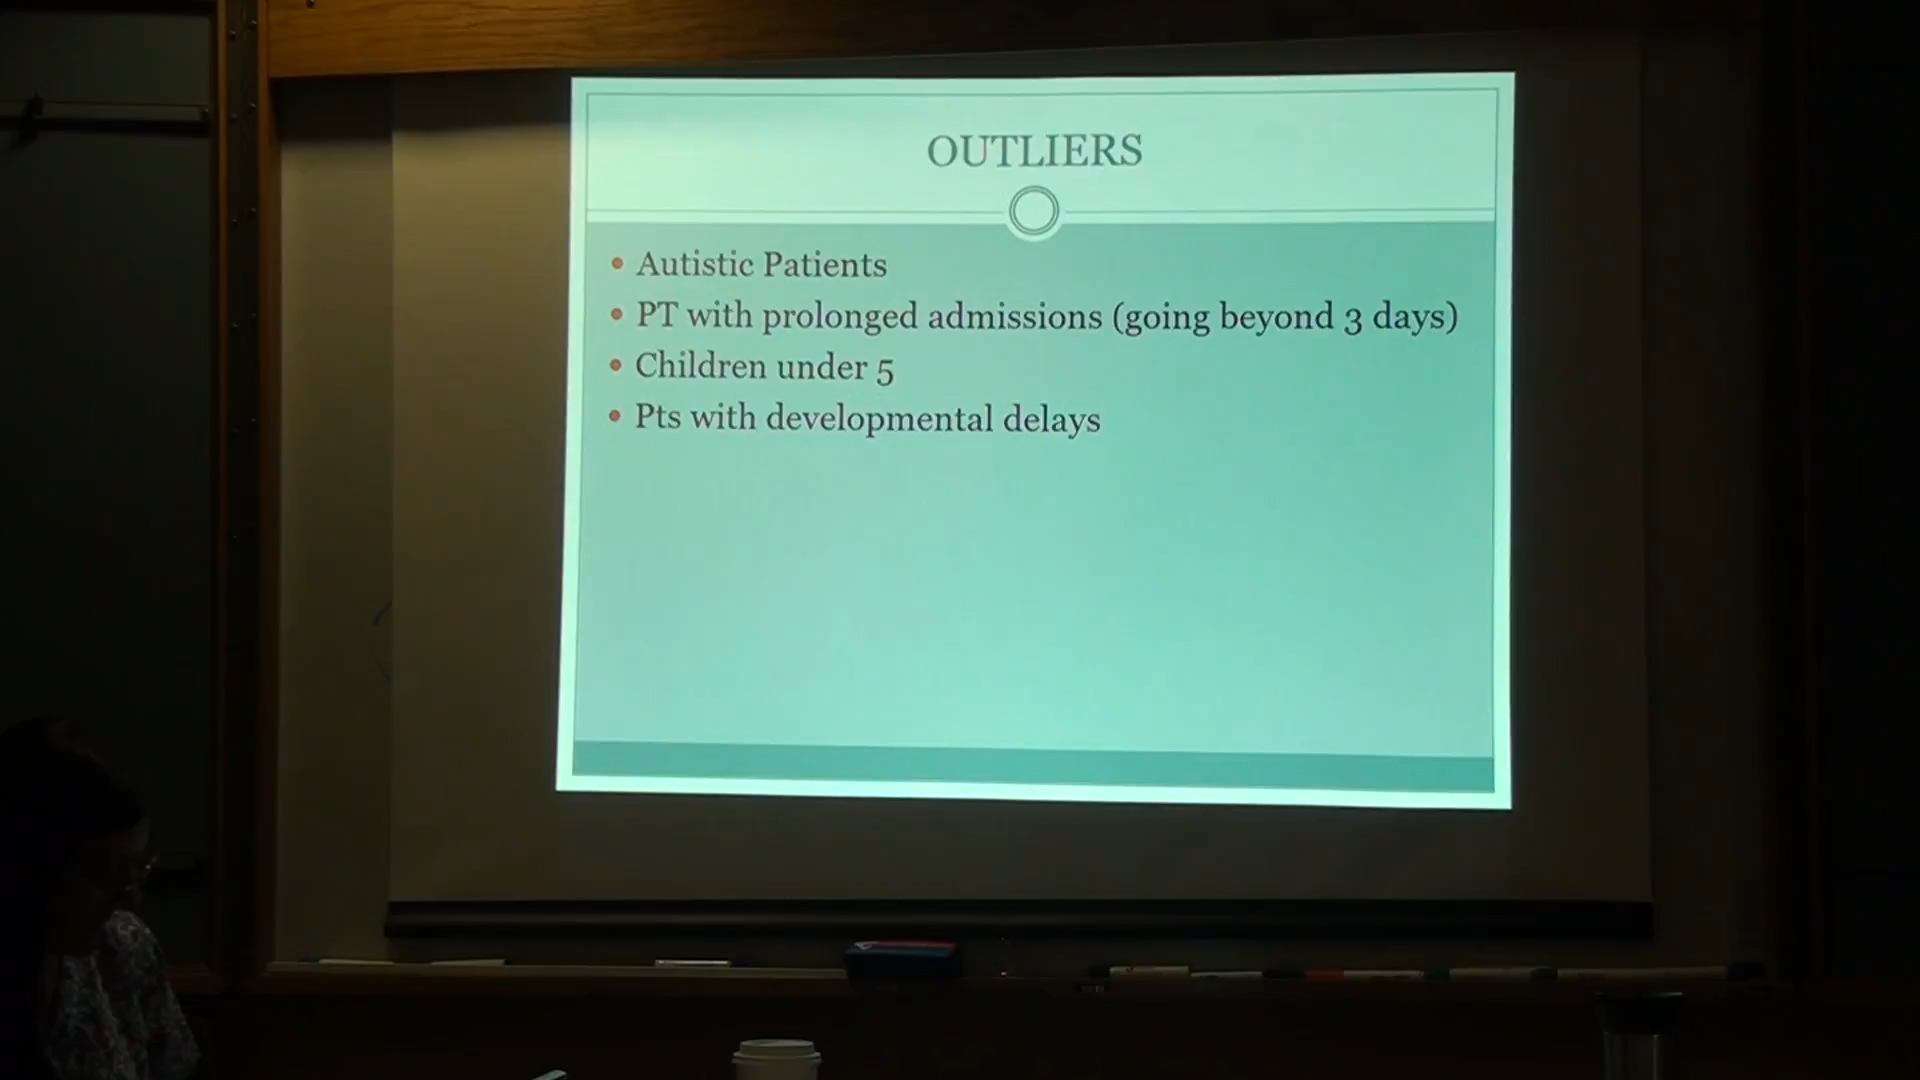 OUTLIERS
• Autistic Patients
• PT with prolonged admissions (going beyond 3 days)
• Children under 5
• Pts with developmental delays